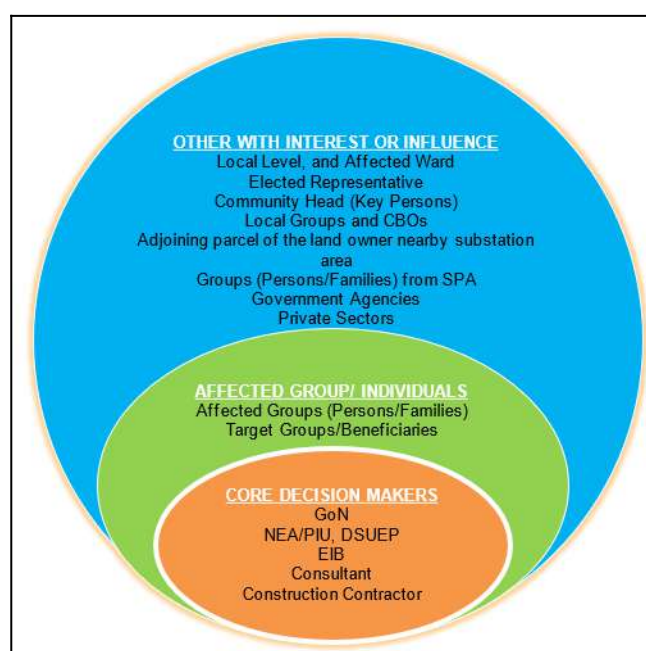 OTHER WITH INTEREST OR INFLUENCE
Local Level, and Affected Ward
Elected Representative
Community Head (Key Persons)
Local Groups and CBOs
Adjoining parcel of the land owner nearby substation
area
Groups (Persons/Families) from SPA
Government Agencies
Private Sectors
AFFECTED GROUP/ INDIVIDUALS
Affected Groups (Persons/Families)
Target Groups/Beneficiaries
CORE DECISION MAKERS
GoN
NEA/PIU, DSUEP
EIB
Consultant
Construction Contractor